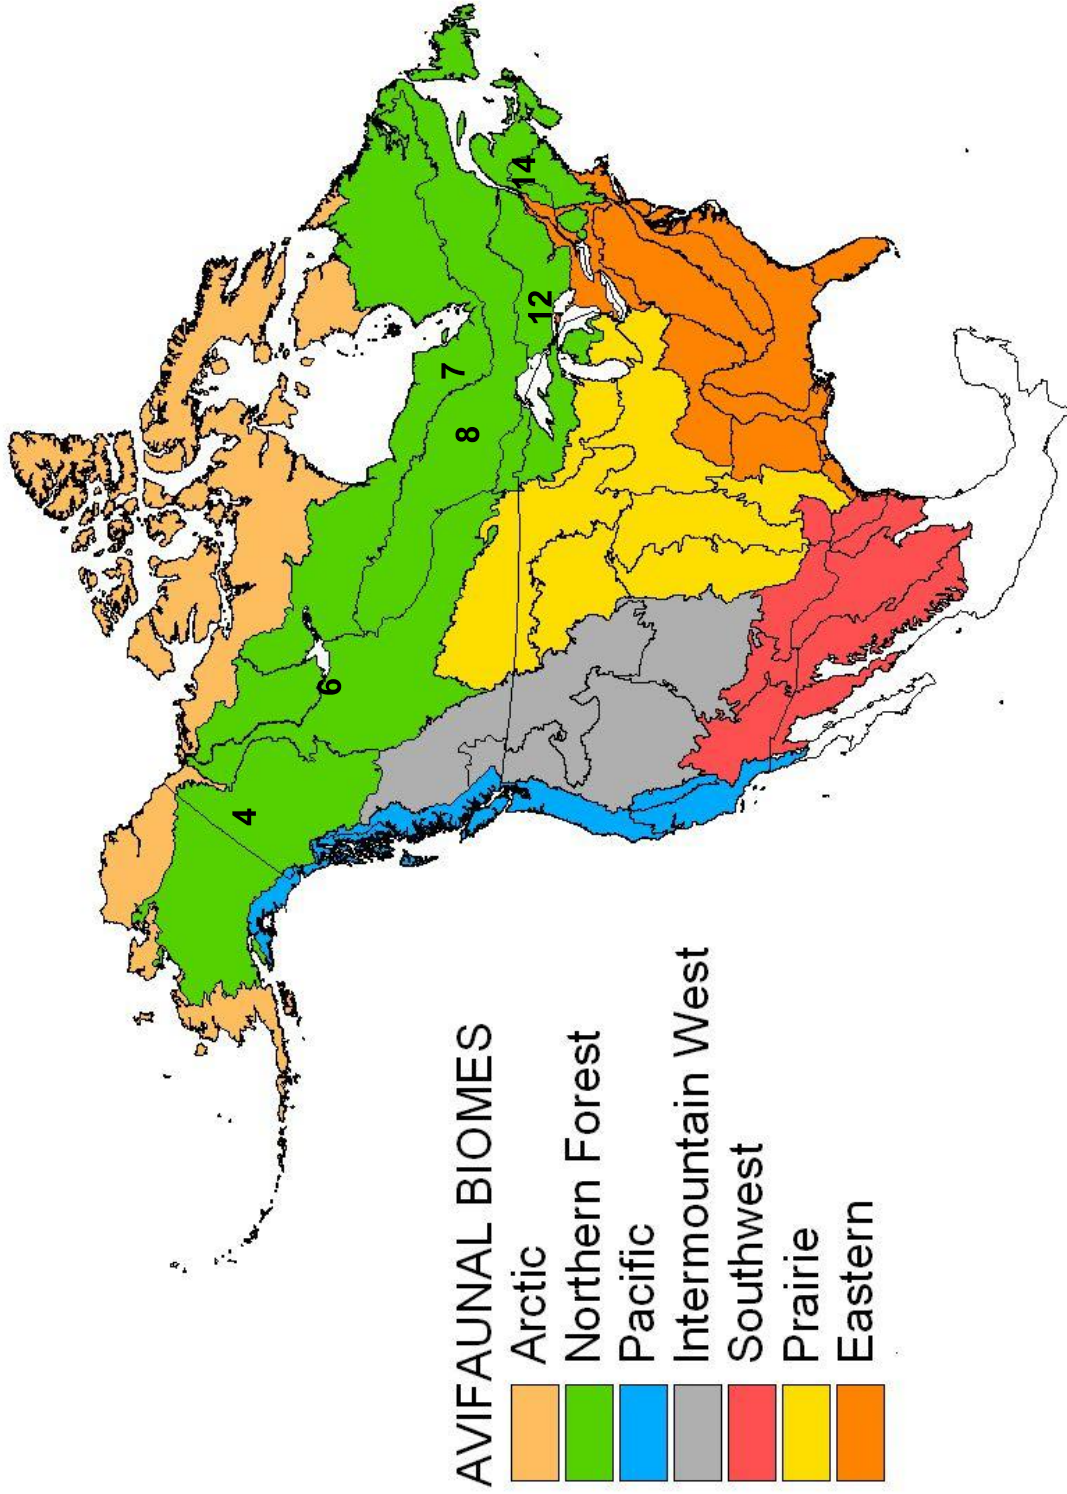 4
6
7
8
12
14
AVIFAUNAL BIOMES
Arctic
Northern Forest
Pacific
Intermountain West
Southwest
Prairie
Eastern